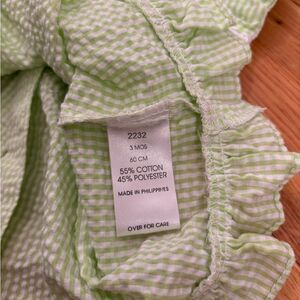 2232
3 MOS
60 CM
55% COTTON
45% POLYESTER
MADE IN PHILIPPINES
OVER FOR CARE